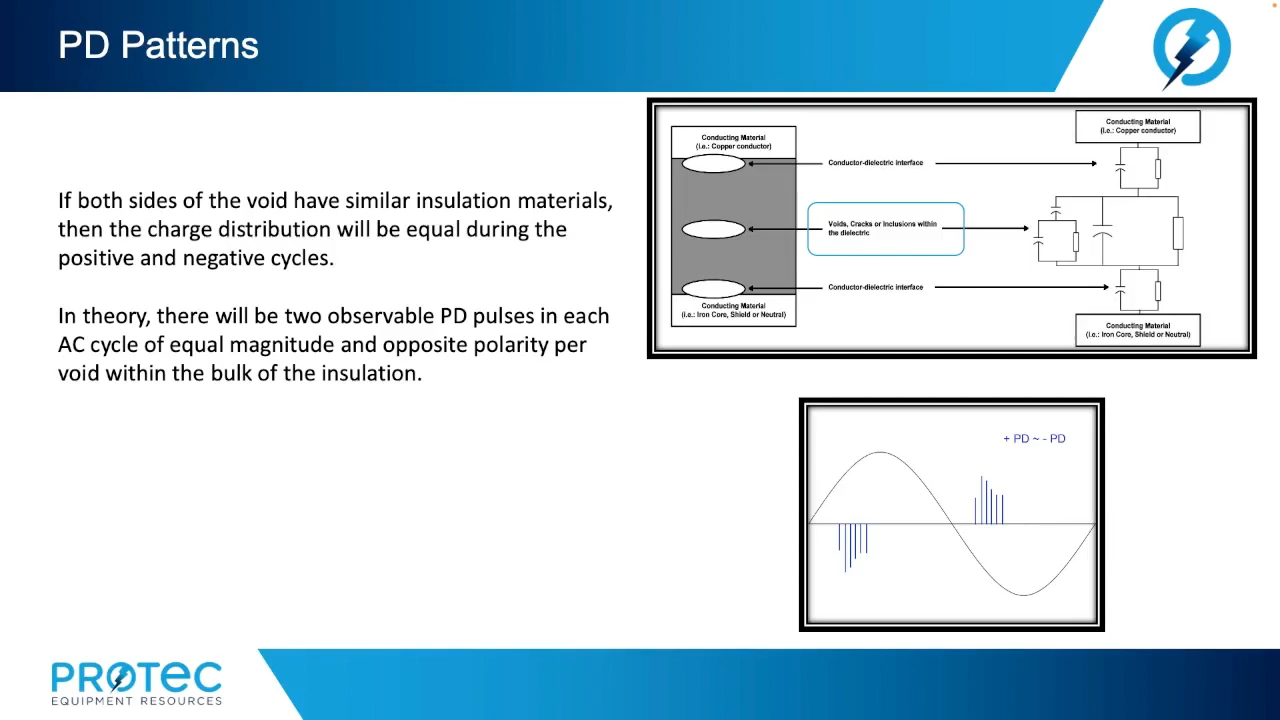 PD Patterns
If both sides of the void have similar insulation materials,
then the charge distribution will be equal during the
positive and negative cycles.
In theory, there will be two observable PD pulses in each
AC cycle of equal magnitude and opposite polarity per
void within the bulk of the insulation.
Conducting Material
(i.e.: Copper conductor)
Conductor-dielectric interface
Voids, Cracks or Inclusions within
the dielectric
Conductor-dielectric interface
Conducting Material
(i.e.: Iron Core, Shield or Neutral)
Conducting Material
(i.e.: Copper conductor)
Conducting Material
(i.e.: Iron Core, Shield or Neutral)
+ PD ~ - PD
PROTEC
EQUIPMENT RESOURCES